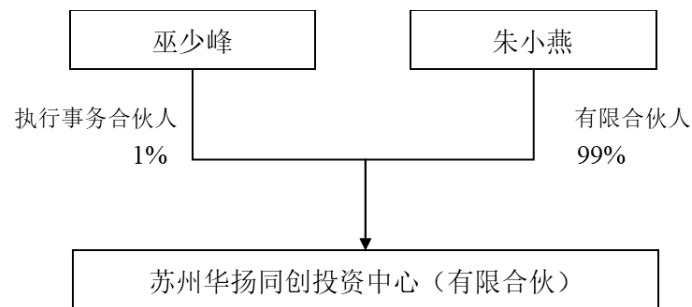 巫少峰
朱小燕
执行事务合伙人
1%
有限合伙人
99%
苏州华扬同创投资中心（有限合伙）